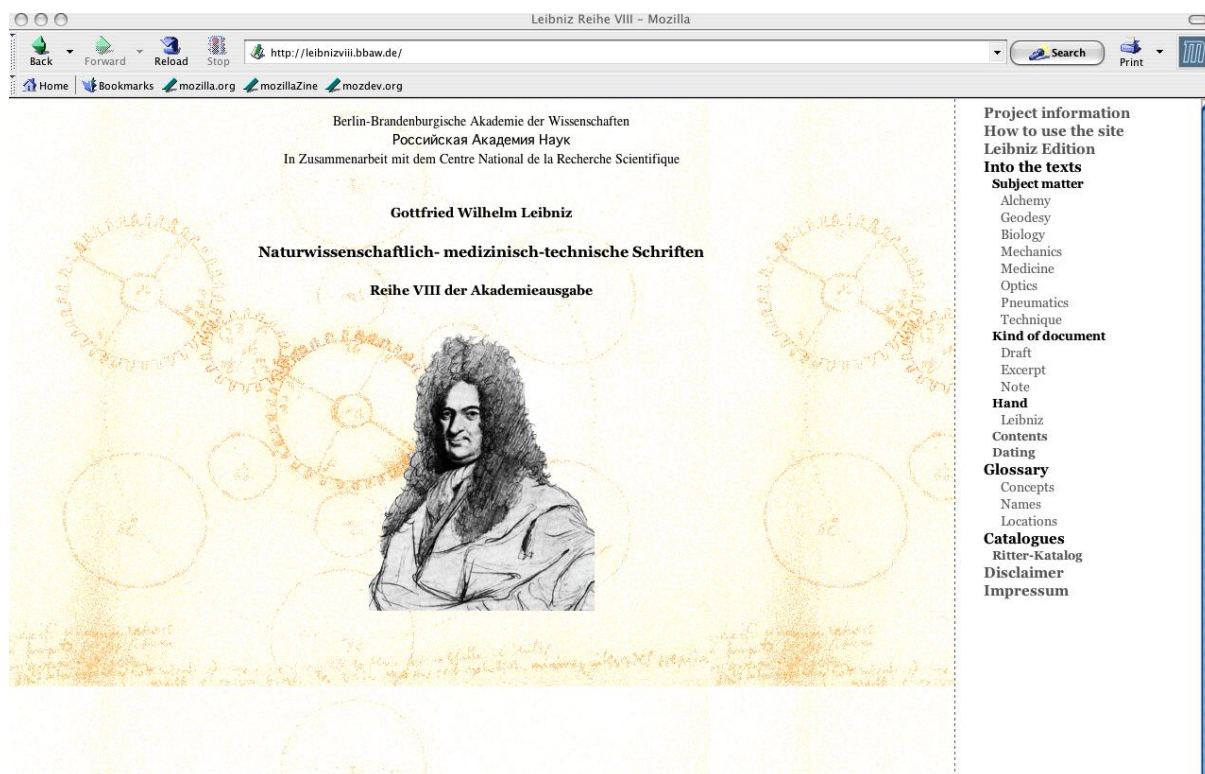 Leibniz Reihe VIII – Mozilla
Back
Forward
Reload
Stop
http://leibnizviii.bbaw.de/
Search
Print
Home
Bookmarks
mozilla.org
mozillaZine
mozdev.org
Berlin-Brandenburgische Akademie der Wissenschaften
Российская Академия Наук
In Zusammenarbeit mit dem Centre National de la Recherche Scientifique
Gottfried Wilhelm Leibniz
Naturwissenschaftlich- medizinisch-technische Schriften
Reihe VIII der Akademieausgabe
Project information
How to use the site
Leibniz Edition
Into the texts
Subject matter
Alchemy
Geodesy
Biology
Mechanics
Medicine
Optics
Pneumatics
Technique
Kind of document
Draft
Excerpt
Note
Hand
Leibniz
Contents
Dating
Glossary
Concepts
Names
Locations
Catalogues
Ritter-Katalog
Disclaimer
Impressum